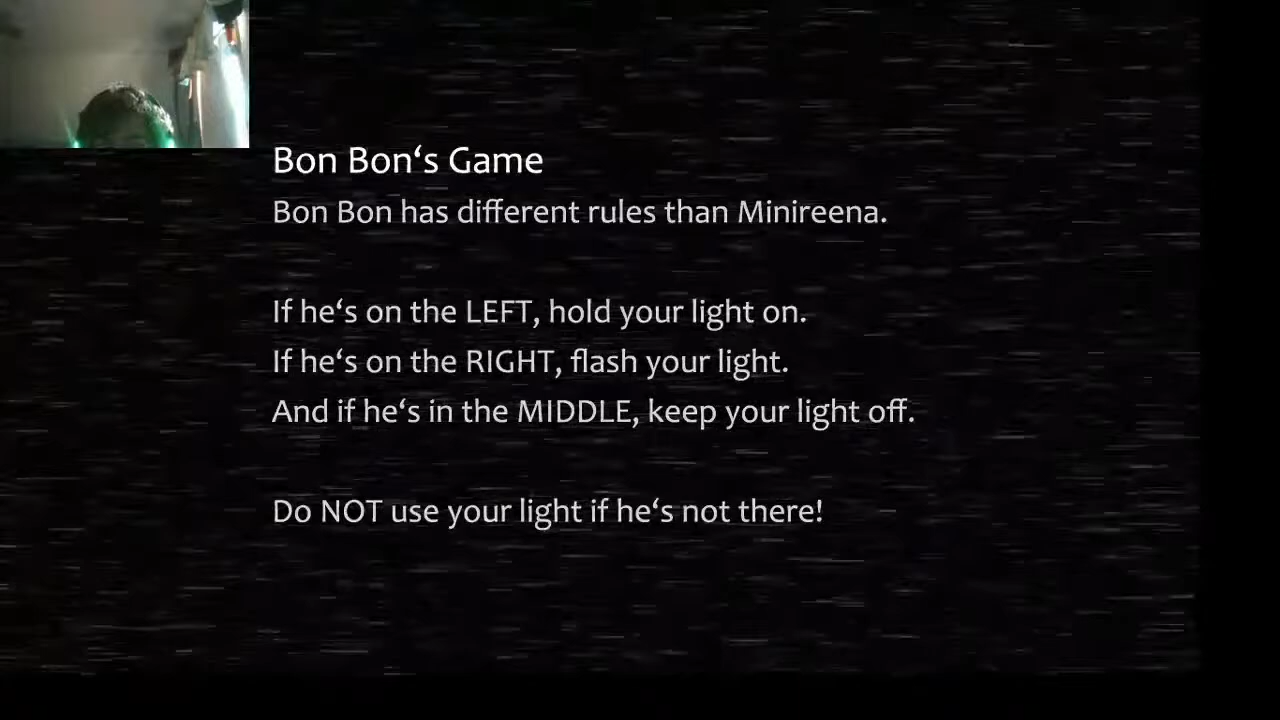 Bon Bon‘s Game
Bon Bon has different rules than Minireena.
If he‘s on the LEFT, hold your light on.
If he‘s on the RIGHT, flash your light.
And if he‘s in the MIDDLE, keep your light off.
Do NOT use your light if he‘s not there!